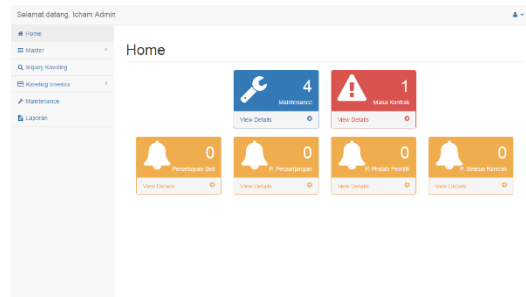 Selamat datang, Icham Admin
Home
Master
Inquiry Kaveling
Kaveling Investor
Maintenance
Laporan
Home
4
Maintenance
View Details
1
Masa Kontrak
View Details
0
Persetujuan Beli
View Details
0
P. Perpanjangan
View Details
0
P. Pindah Pemilik
View Details
0
P. Selesai Kontrak
View Details